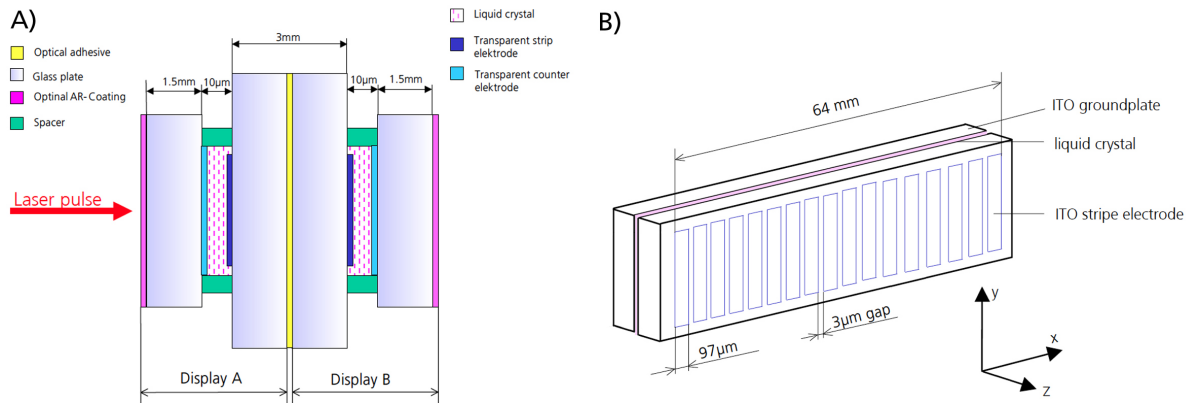 A)
Optical adhesive
Glass plate
Optinal AR-Coating
Spacer
Liquid crystal
Transparent strip
elektrode
Transparent counter
elektrode
3mm
1.5mm
10μm
10μm
1.5mm
Laser pulse
Display A
Display B
B)
64 mm
ITO groundplate
liquid crystal
ITO stripe electrode
3μm gap
97μm
y
x
Z